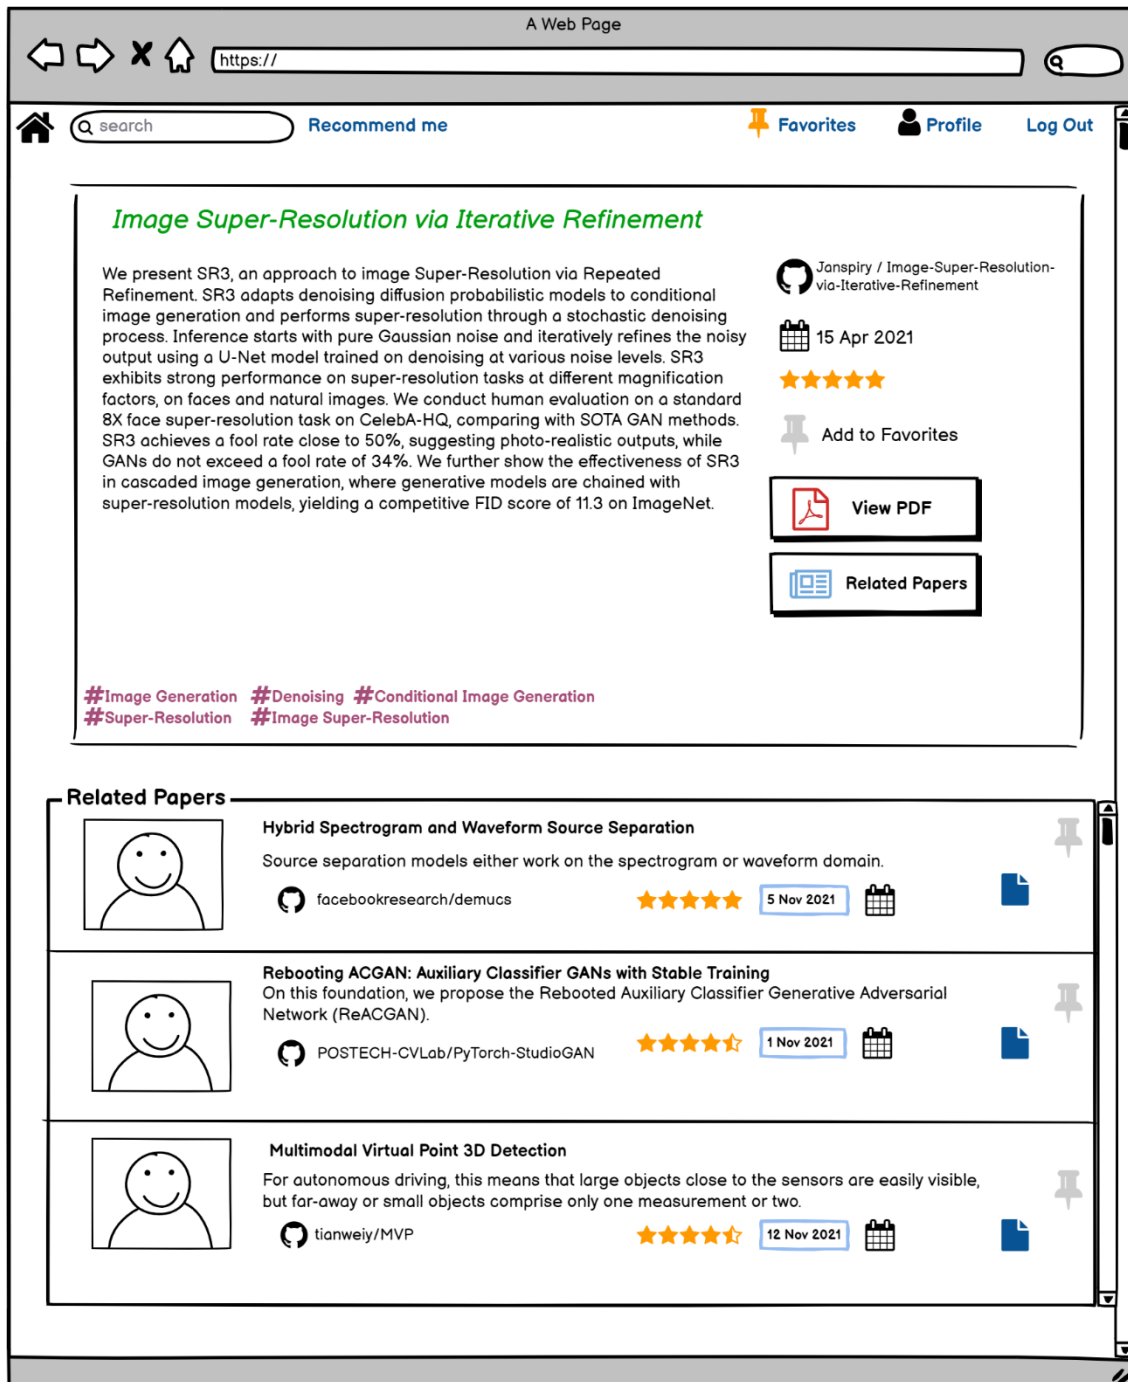 A Web Page
https://
search
Recommend me
Favorites
Profile
Log Out
Image Super-Resolution via Iterative Refinement
We present SR3, an approach to image Super-Resolution via Repeated
Refinement. SR3 adapts denoising diffusion probabilistic models to conditional
image generation and performs super-resolution through a stochastic denoising
process. Inference starts with pure Gaussian noise and iteratively refines the noisy
output using a U-Net model trained on denoising at various noise levels. SR3
exhibits strong performance on super-resolution tasks at different magnification
factors, on faces and natural images. We conduct human evaluation on a standard
8X face super-resolution task on CelebA-HQ, comparing with SOTA GAN methods.
SR3 achieves a fool rate close to 50%, suggesting photo-realistic outputs, while
GANs do not exceed a fool rate of 34%. We further show the effectiveness of SR3
in cascaded image generation, where generative models are chained with
super-resolution models, yielding a competitive FID score of 11.3 on ImageNet.
Janspiry / Image-Super-Resolution-
via-Iterative-Refinement
15 Apr 2021
Add to Favorites
View PDF
Related Papers
#Image Generation #Denoising #Conditional Image Generation
#Super-Resolution #Image Super-Resolution
Related Papers
Hybrid Spectrogram and Waveform Source Separation
Source separation models either work on the spectrogram or waveform domain.
facebookresearch/demucs
5 Nov 2021
Rebooting ACGAN: Auxiliary Classifier GANs with Stable Training
On this foundation, we propose the Rebooted Auxiliary Classifier Generative Adversarial
Network (ReACGAN).
POSTECH-CVLab/PyTorch-StudioGAN
1 Nov 2021
Multimodal Virtual Point 3D Detection
For autonomous driving, this means that large objects close to the sensors are easily visible,
but far-away or small objects comprise only one measurement or two.
tianweiy/MVP
12 Nov 2021